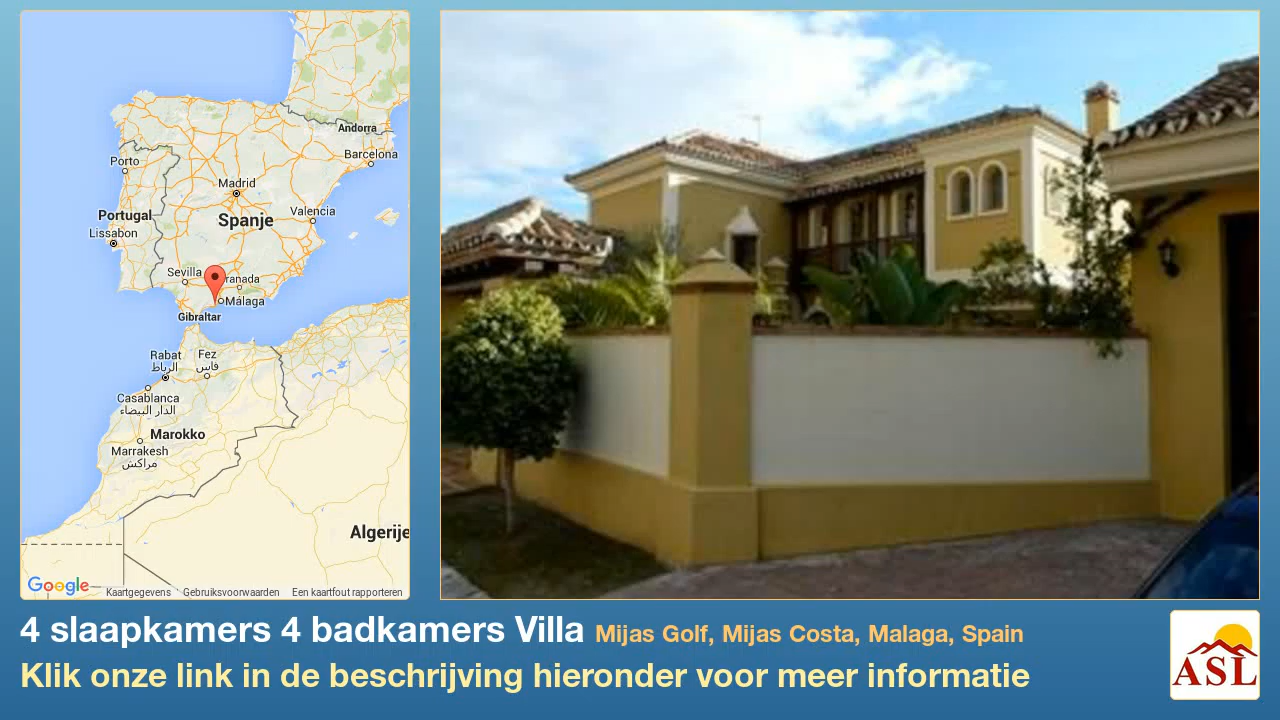 Andorra
Porto
Barcelona
Madrid
Portugal
Spanje
Valencia
Lissabon
Sevilla
ranada
Málaga
Gibraltar
Rabat
الرباط
Fez
فاس
Casablanca
الدار البيضاء
Marokko
Marrakesh
مراكش
Algerije
Google
Kaartgegevens Gebruiksvoorwaarden Een kaartfout rapporteren
4 slaapkamers 4 badkamers Villa Mijas Golf, Mijas Costa, Malaga, Spain
Klik onze link in de beschrijving hieronder voor meer informatie
ASL